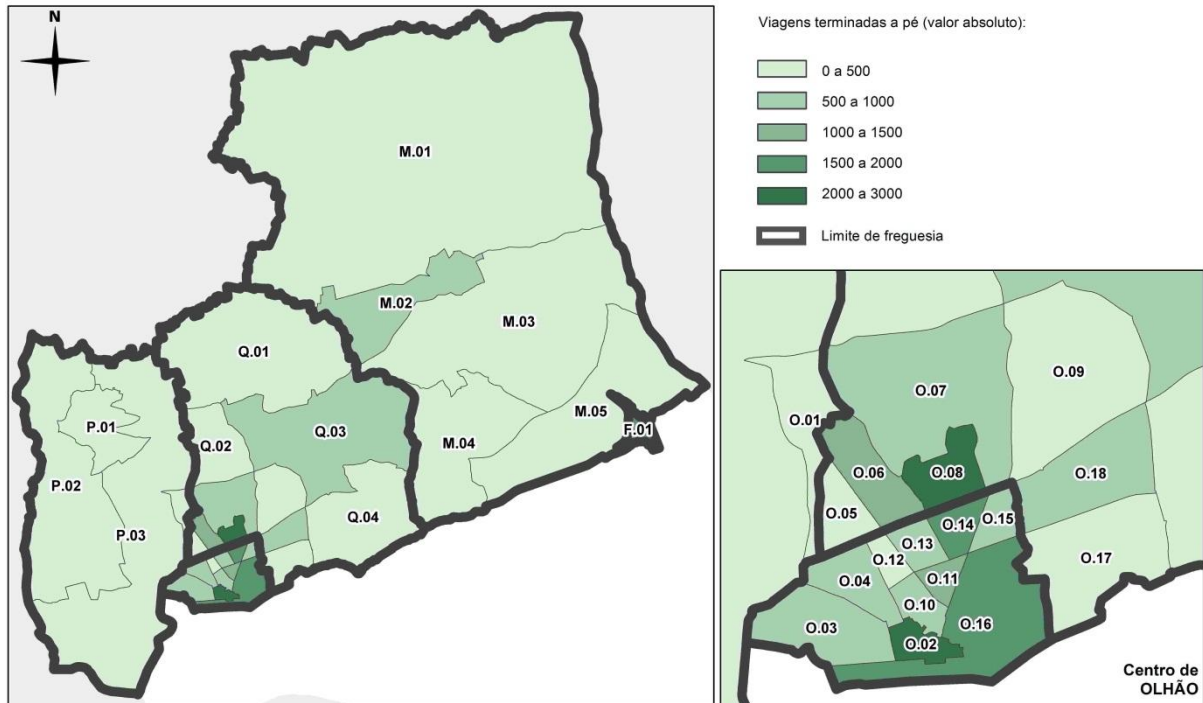 N
M.01
M.02
M.03
Q.01
M.05
F.01
P.01
Q.02
Q.03
M.04
P.02
Q.04
P.03
Viagens terminadas a pé (valor absoluto):
0 a 500
500 a 1000
1000 a 1500
1500 a 2000
2000 a 3000
Limite de freguesia
O.09
O.07
O.01
O.06
O.08
O.18
O.05
O.14
O.15
O.13
O.12
O.17
O.04
O.11
O.10
O.03
O.16
O.02
Centro de
OLHÃO